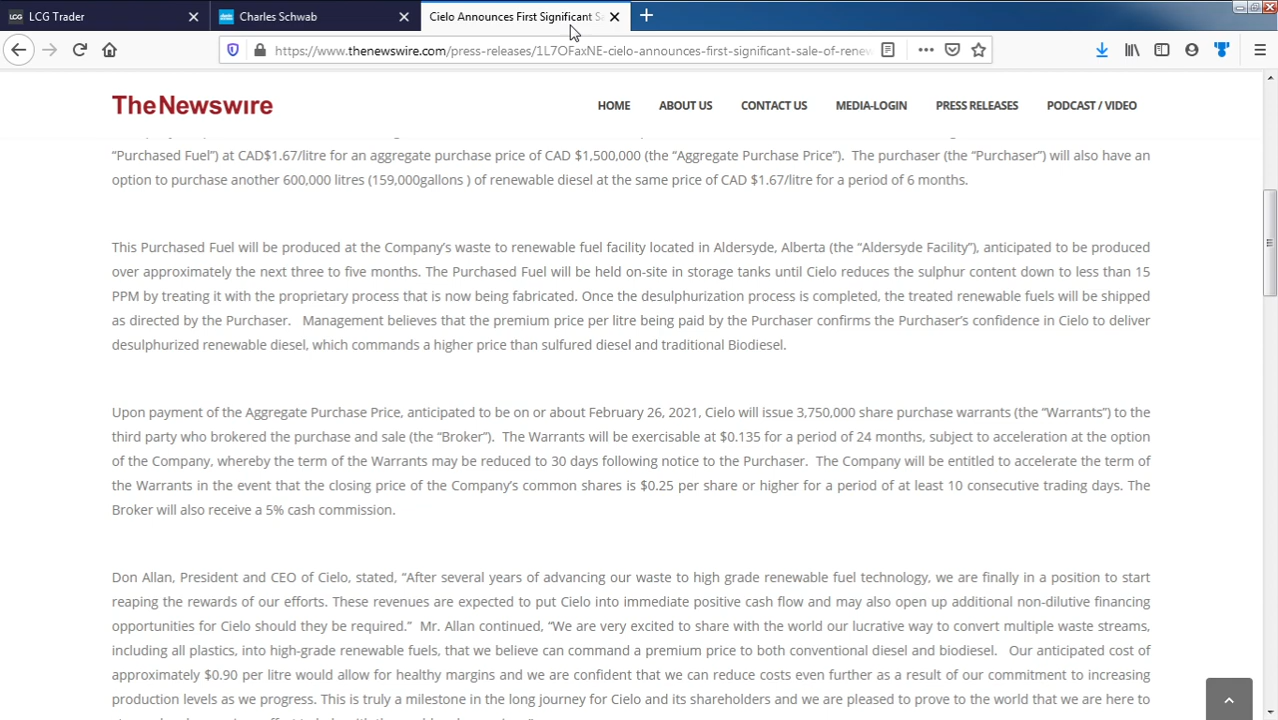 LCG Trader
Charles Schwab
Cielo Announces First Significant Sa
https://www.thenewswire.com/press-releases/1L7OFaxNE-cielo-announces-first-significant-sale-of-renew
TheNewswire
HOME ABOUT US CONTACT US MEDIA-LOGIN PRESS RELEASES PODCAST / VIDEO
“Purchased Fuel”) at CAD$1.67/litre for an aggregate purchase price of CAD $1,500,000 (the “Aggregate Purchase Price”). The purchaser (the “Purchaser”) will also have an
option to purchase another 600,000 litres (159,000gallons ) of renewable diesel at the same price of CAD $1.67/litre for a period of 6 months.
This Purchased Fuel will be produced at the Company’s waste to renewable fuel facility located in Aldersyde, Alberta (the “Aldersyde Facility”), anticipated to be produced
over approximately the next three to five months. The Purchased Fuel will be held on-site in storage tanks until Cielo reduces the sulphur content down to less than 15
PPM by treating it with the proprietary process that is now being fabricated. Once the desulphurization process is completed, the treated renewable fuels will be shipped
as directed by the Purchaser. Management believes that the premium price per litre being paid by the Purchaser confirms the Purchaser’s confidence in Cielo to deliver
desulphurized renewable diesel, which commands a higher price than sulfured diesel and traditional Biodiesel.
Upon payment of the Aggregate Purchase Price, anticipated to be on or about February 26, 2021, Cielo will issue 3,750,000 share purchase warrants (the “Warrants”) to the
third party who brokered the purchase and sale (the “Broker”). The Warrants will be exercisable at $0.135 for a period of 24 months, subject to acceleration at the option
of the Company, whereby the term of the Warrants may be reduced to 30 days following notice to the Purchaser. The Company will be entitled to accelerate the term of
the Warrants in the event that the closing price of the Company’s common shares is $0.25 per share or higher for a period of at least 10 consecutive trading days. The
Broker will also receive a 5% cash commission.
Don Allan, President and CEO of Cielo, stated, “After several years of advancing our waste to high grade renewable fuel technology, we are finally in a position to start
reaping the rewards of our efforts. These revenues are expected to put Cielo into immediate positive cash flow and may also open up additional non-dilutive financing
opportunities for Cielo should they be required.” Mr. Allan continued, “We are very excited to share with the world our lucrative way to convert multiple waste streams,
including all plastics, into high-grade renewable fuels, that we believe can command a premium price to both conventional diesel and biodiesel. Our anticipated cost of
approximately $0.90 per litre would allow for healthy margins and we are confident that we can reduce costs even further as a result of our commitment to increasing
production levels as we progress. This is truly a milestone in the long journey for Cielo and its shareholders and we are pleased to prove to the world that we are here to